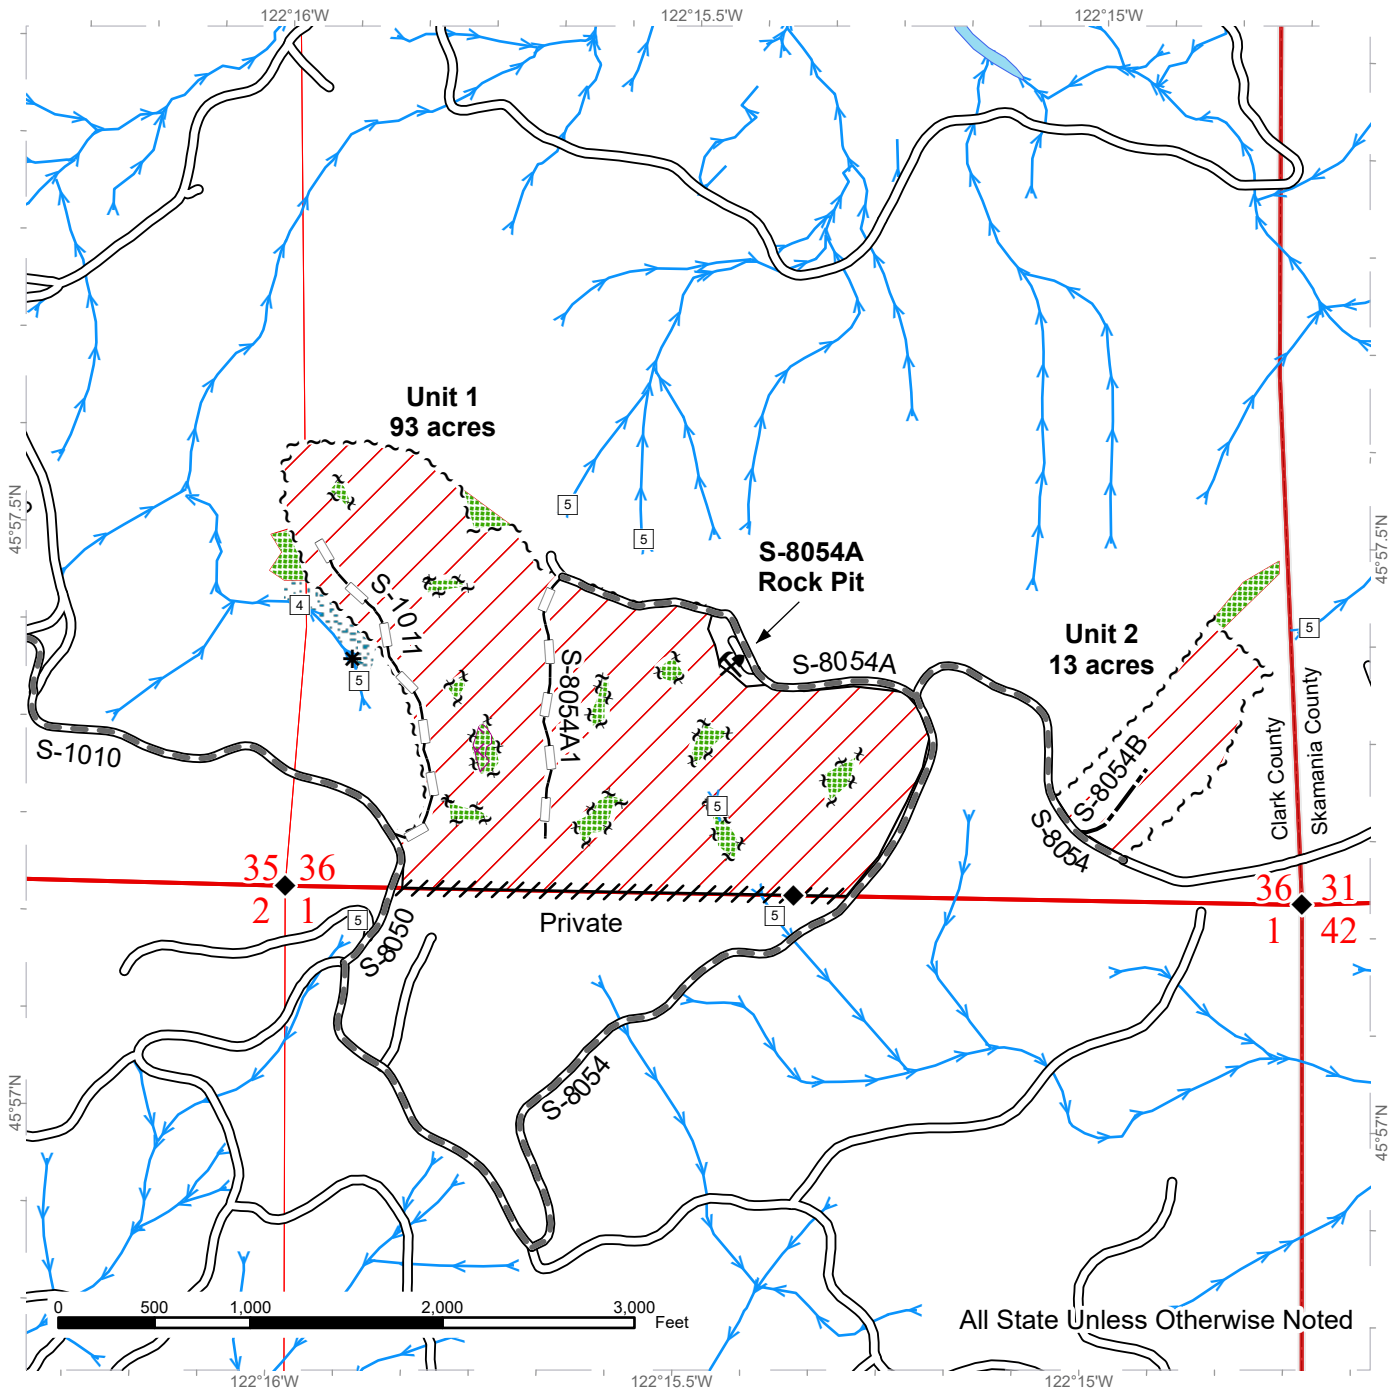 122°16'W
122°15.5'W
122°15'W
Unit 1
93 acres
45°57.5'N
5
5
S-8054A
Rock Pit
45°57.5'N
S-1011
4
5
Unit 2
13 acres
5
S-8054A
S-8054A1
S-1010
S-8054B
Clark County
Skamania County
5
S-8054
35 36
2 1
36 31
1 42
5
S-8050
Private
5
S-8054
45°57'N
45°57'N
0 500 1,000 2,000 3,000
Feet
All State Unless Otherwise Noted
122°16'W
122°15.5'W
122°15'W